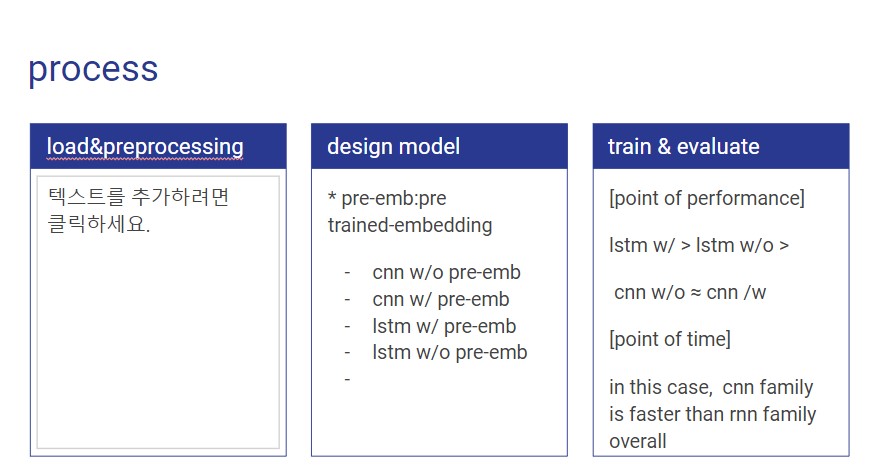 process
load&preprocessing
텍스트를 추가하려면
클릭하세요.
design model
* pre-emb:pre
trained-embedding
- cnn w/o pre-emb
- cnn w/ pre-emb
- lstm w/ pre-emb
- lstm w/o pre-emb
-
train & evaluate
[point of performance]
lstm w/ > lstm w/o >
cnn w/o ≈ cnn /w
[point of time]
in this case,  cnn family
is faster than rnn family
overall